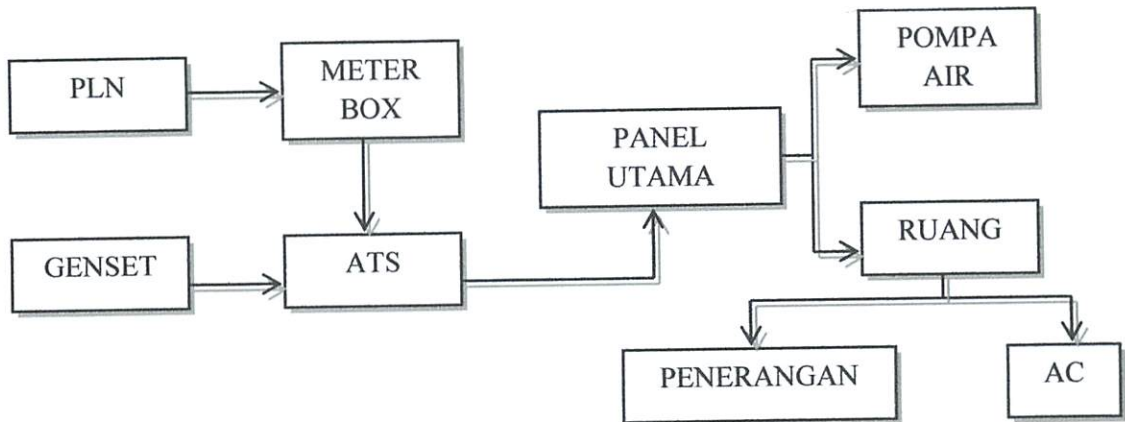 PLN
METER
BOX
GENSET
ATS
PANEL
UTAMA
POMPA
AIR
RUANG
PENERANGAN
AC